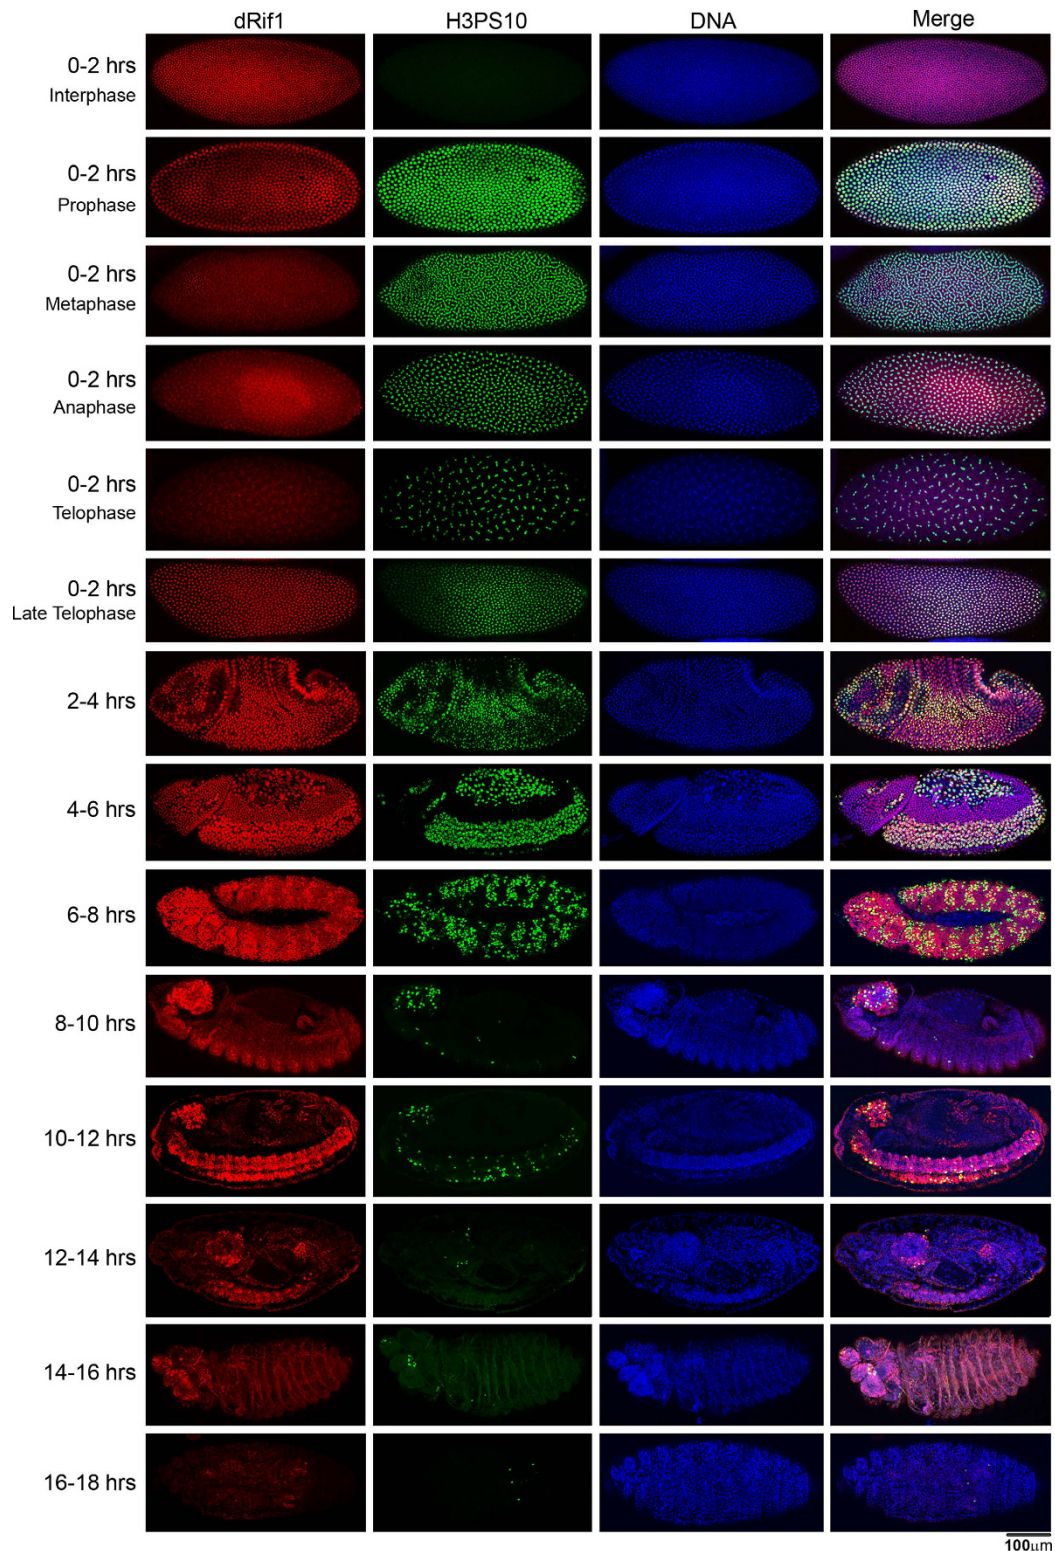 dRif1 H3PS10 DNA Merge
0-2 hrs
Interphase
0-2 hrs
Prophase
0-2 hrs
Metaphase
0-2 hrs
Anaphase
0-2 hrs
Telophase
0-2 hrs
Late Telophase
2-4 hrs
4-6 hrs
6-8 hrs
8-10 hrs
10-12 hrs
12-14 hrs
14-16 hrs
16-18 hrs
100µm